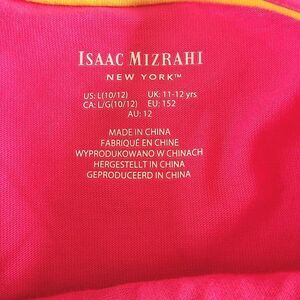 ISAAC MIZRAHI
NEW YORK™
US: L(10/12) UK: 11-12 yrs
CA: L/G(10/12) EU: 152
AU: 12
MADE IN CHINA
FABRIQUÉ EN CHINE
WYPRODUKOWANO W CHINACH
HERGESTELLT IN CHINA
GEPRODUCEERD IN CHINA